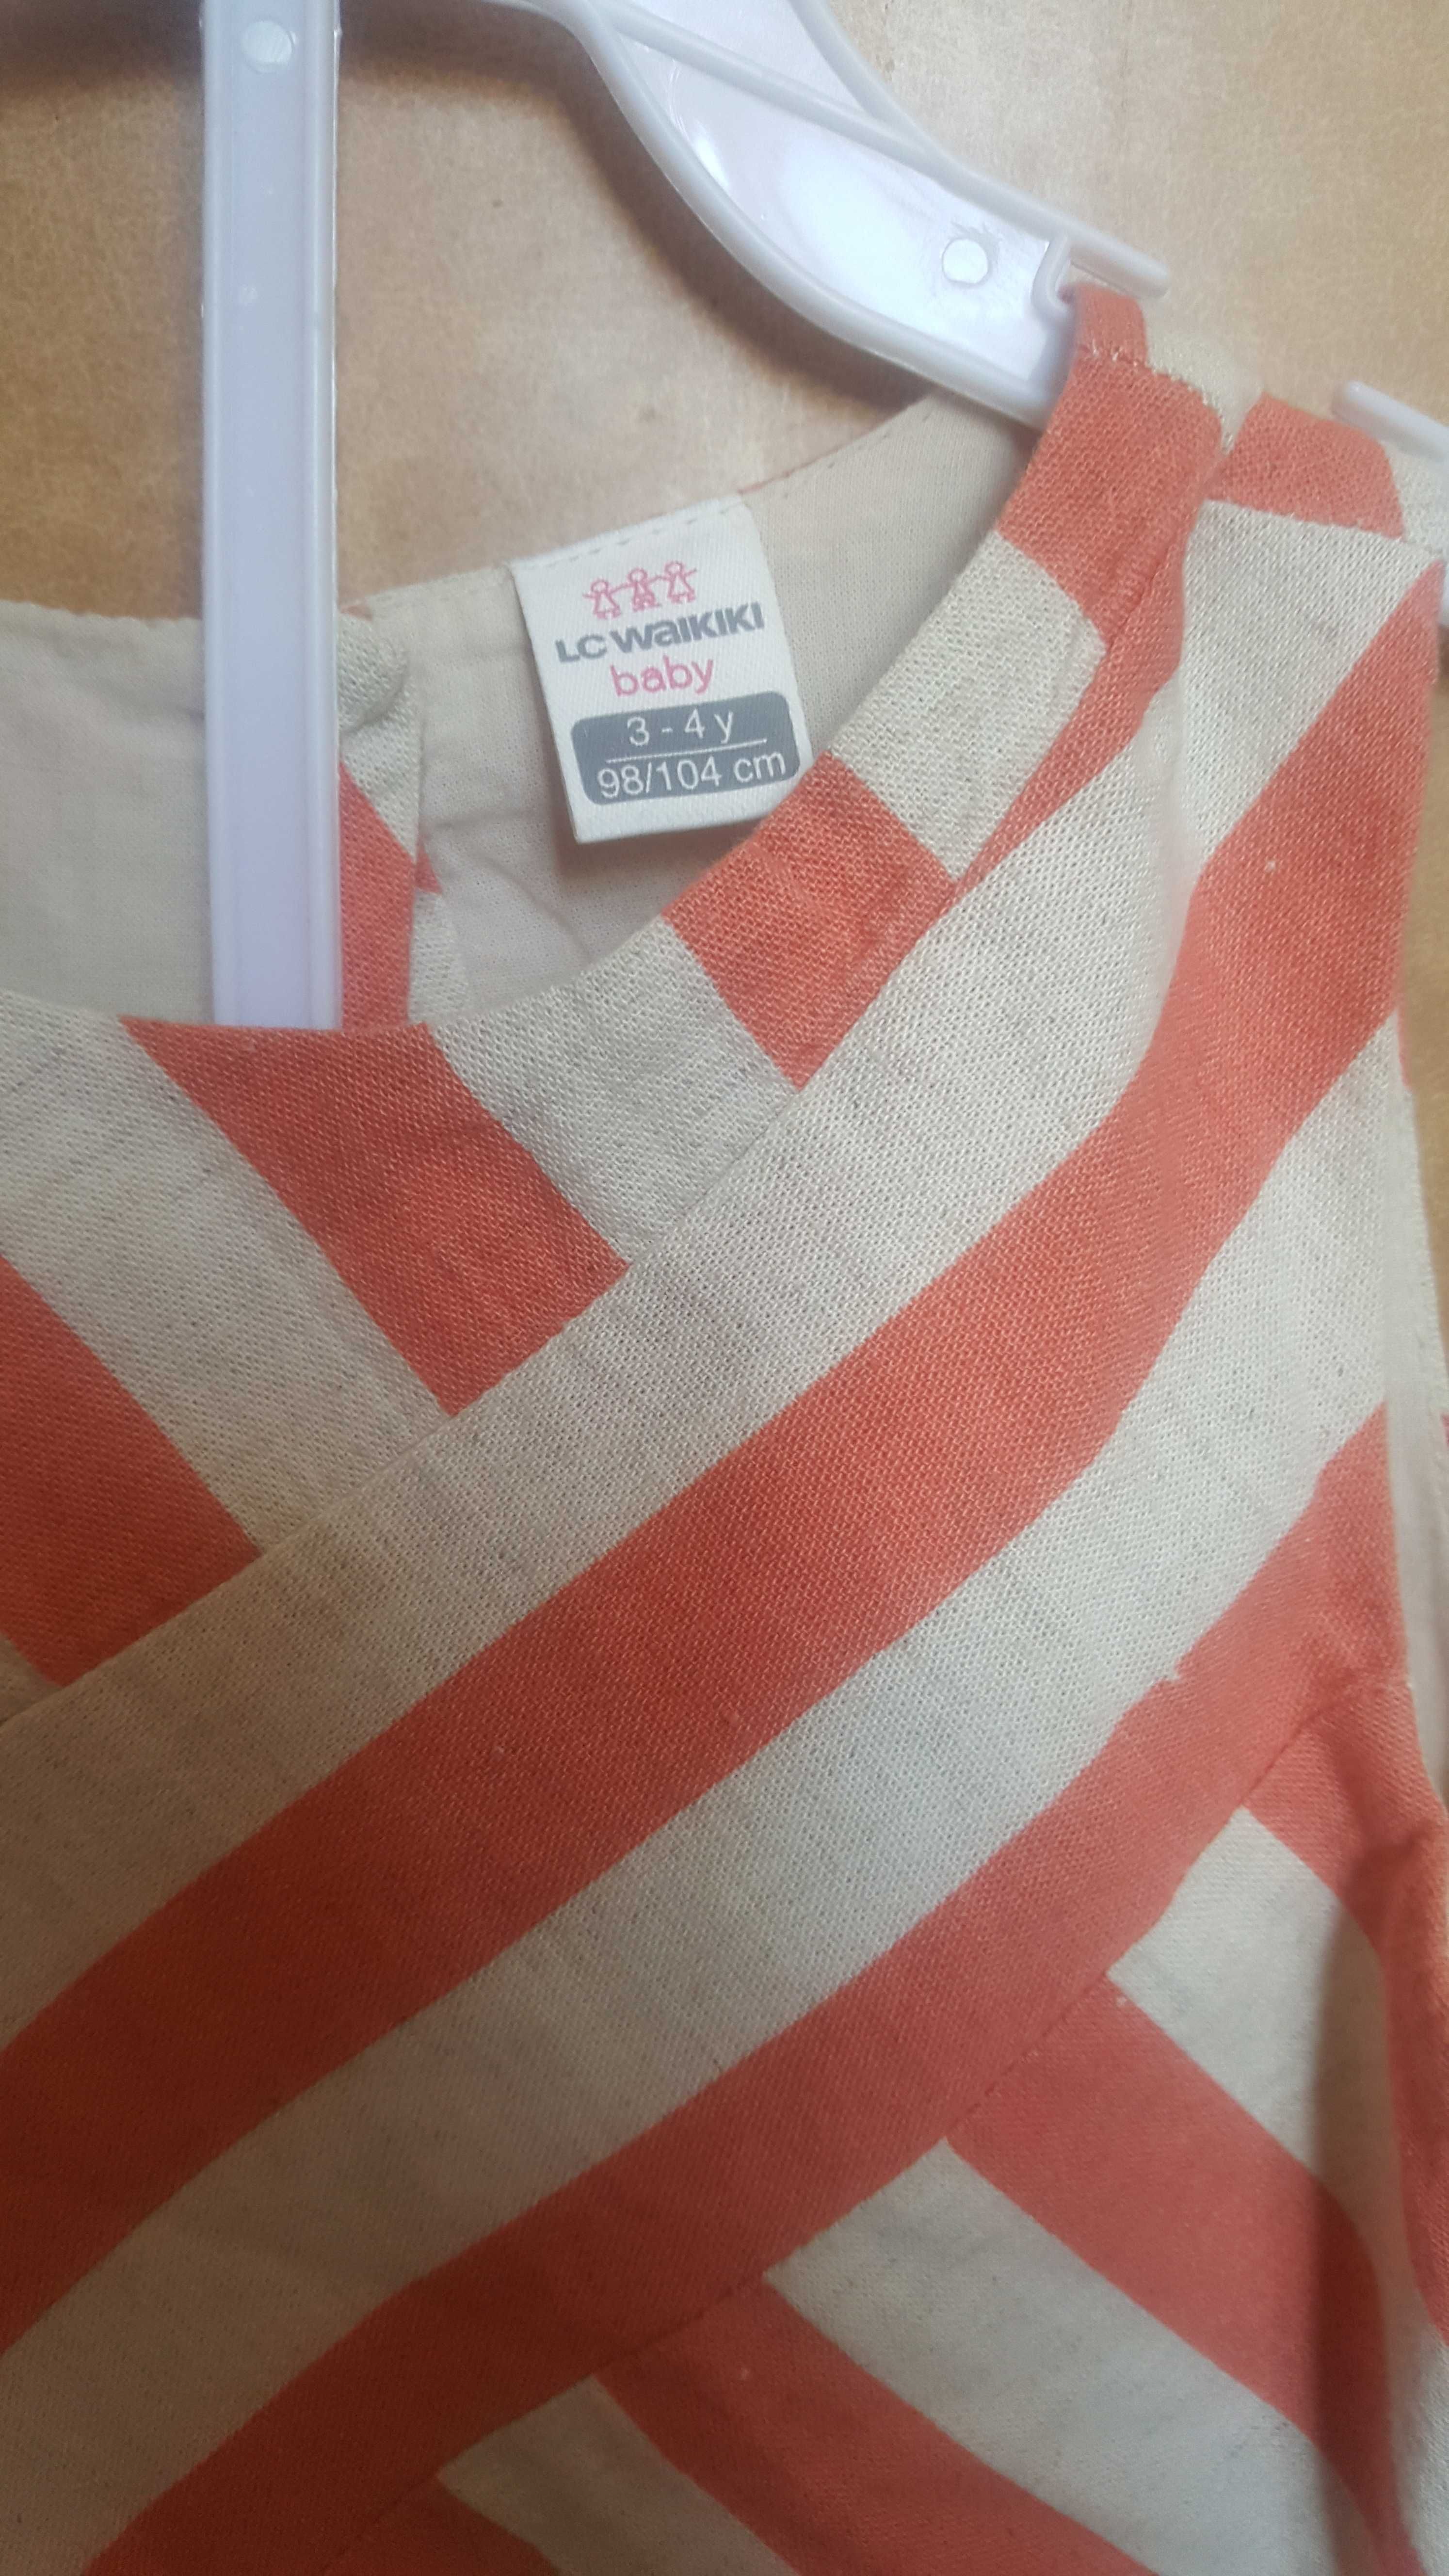 LC WAIKIKI
baby
3 - 4 y
98/104 cm